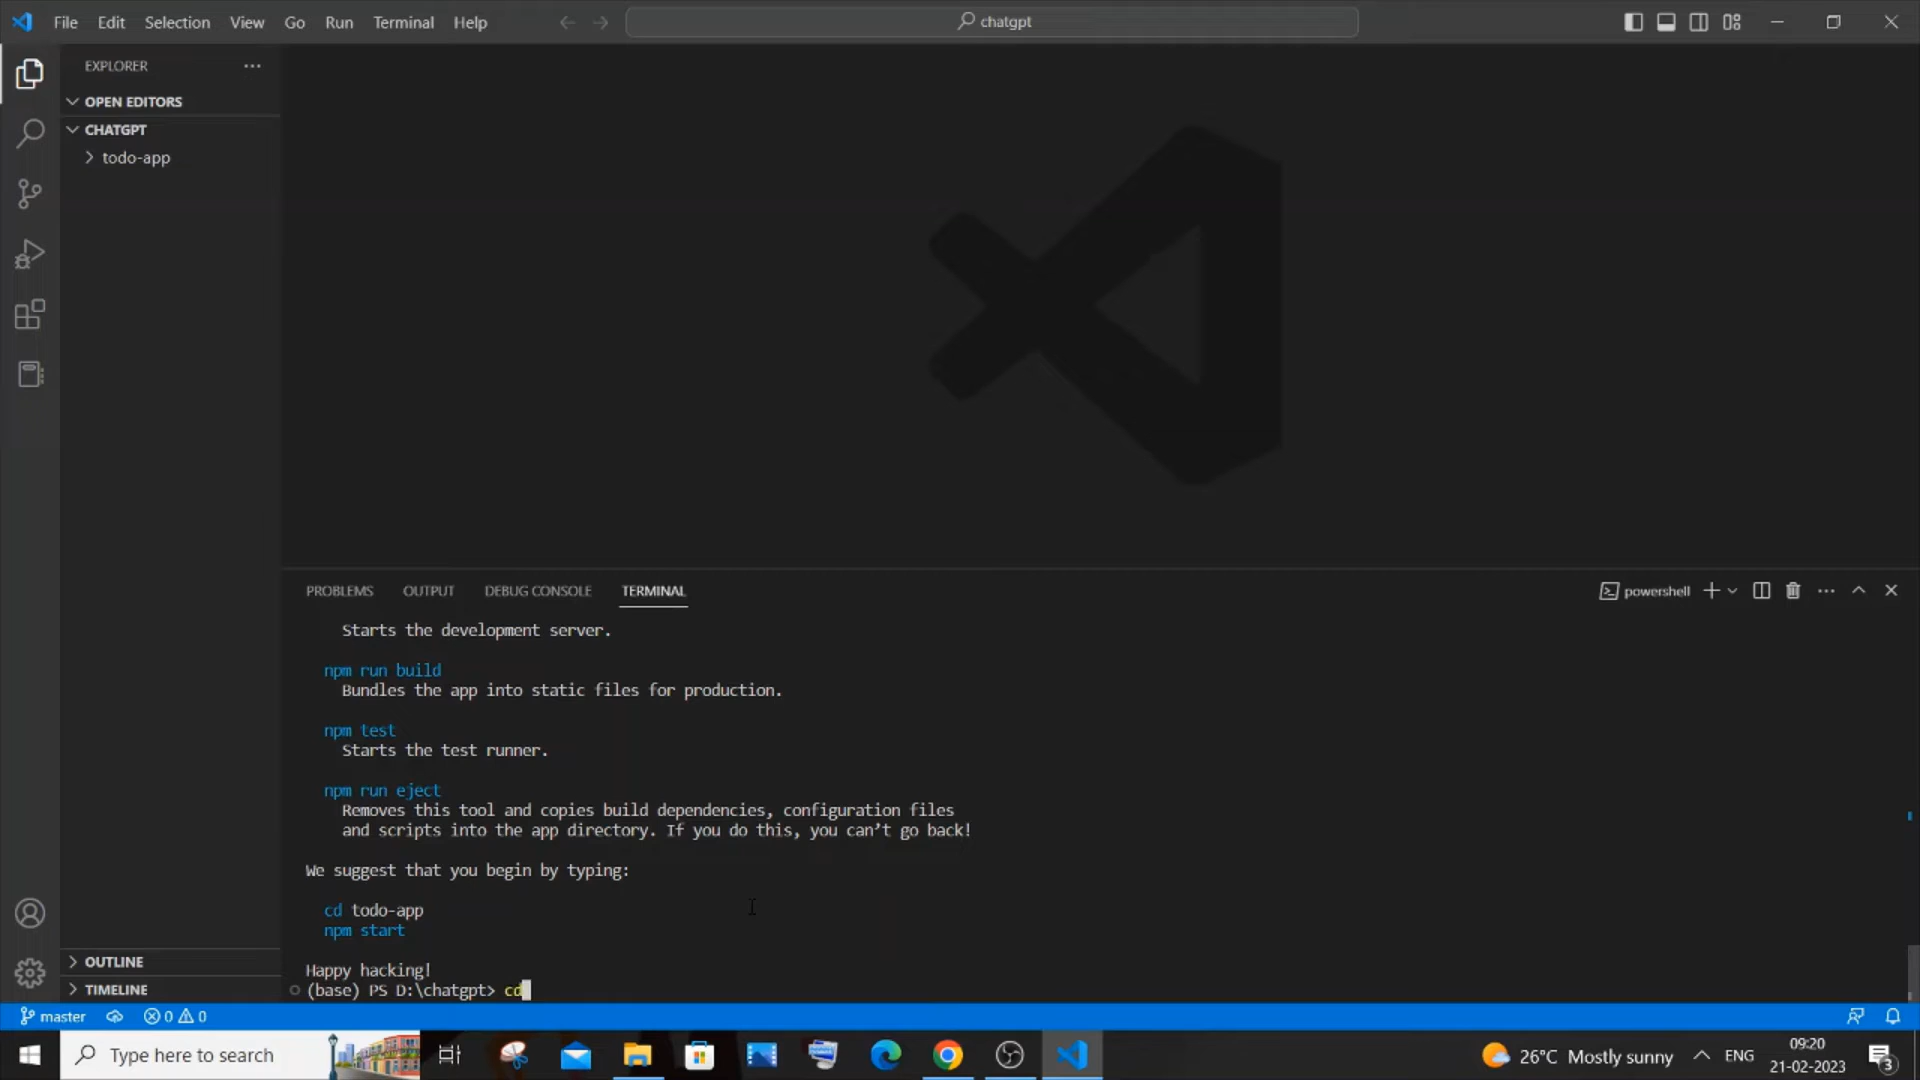 File Edit Selection View Go Run Terminal Help
chatgpt
EXPLORER
OPEN EDITORS
CHATGPT
todo-app
PROBLEMS OUTPUT DEBUG CONSOLE TERMINAL
powershell
Starts the development server.
npm run build
Bundles the app into static files for production.
npm test
Starts the test runner.
npm run eject
Removes this tool and copies build dependencies, configuration files
and scripts into the app directory. If you do this, you can’t go back!
We suggest that you begin by typing:
cd todo-app
npm start
Happy hacking!
(base) PS D:\chatgpt> cd
OUTLINE
TIMELINE
master 0 0
Type here to search
26°C Mostly sunny
ENG
09:20
21-02-2023
3